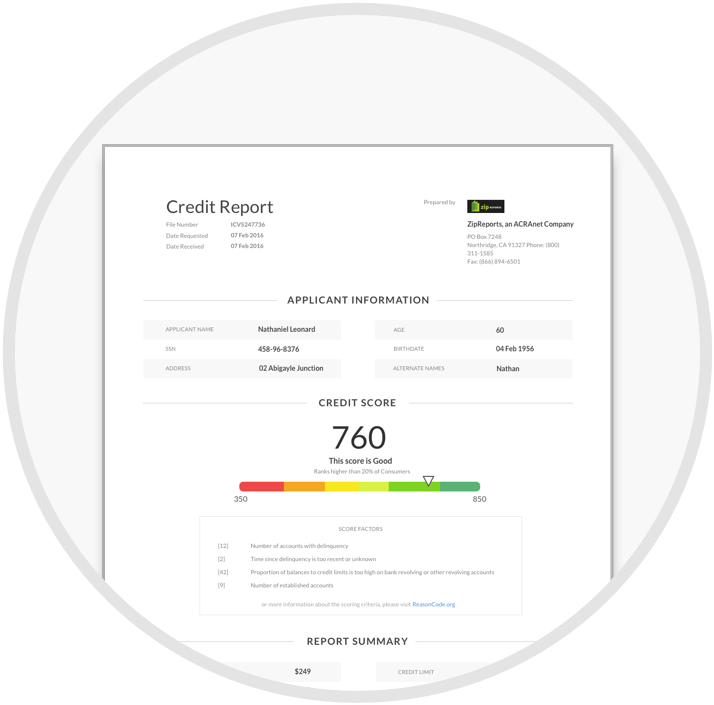 Credit Report
File Number ICVS247736
Date Requested 07 Feb 2016
Date Received 07 Feb 2016
Prepared by
zip REPORTS
ZipReports, an ACRAnet Company
PO Box 7248
Northridge, CA 91327 Phone: (800)
311-1585
Fax: (866) 894-6501
APPLICANT INFORMATION
APPLICANT NAME Nathaniel Leonard
SSN 458-96-8376
ADDRESS 02 Abigayle Junction
AGE 60
BIRTHDATE 04 Feb 1956
ALTERNATE NAMES Nathan
CREDIT SCORE
760
This score is Good
Ranks higher than 20% of Consumers
350 850
SCORE FACTORS
[12] Number of accounts with delinquency
[2] Time since delinquency is too recent or unknown
[42] Proportion of balances to credit limits is too high on bank revolving or other revolving accounts
[9] Number of established accounts
or more information about the scoring criteria, please visit ReasonCode.org
REPORT SUMMARY
$249 CREDIT LIMIT